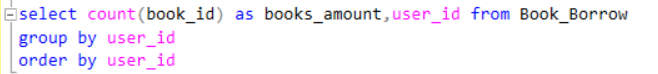 select count(book_id) as books_amount,user_id from Book_Borrow
group by user_id
order by user_id